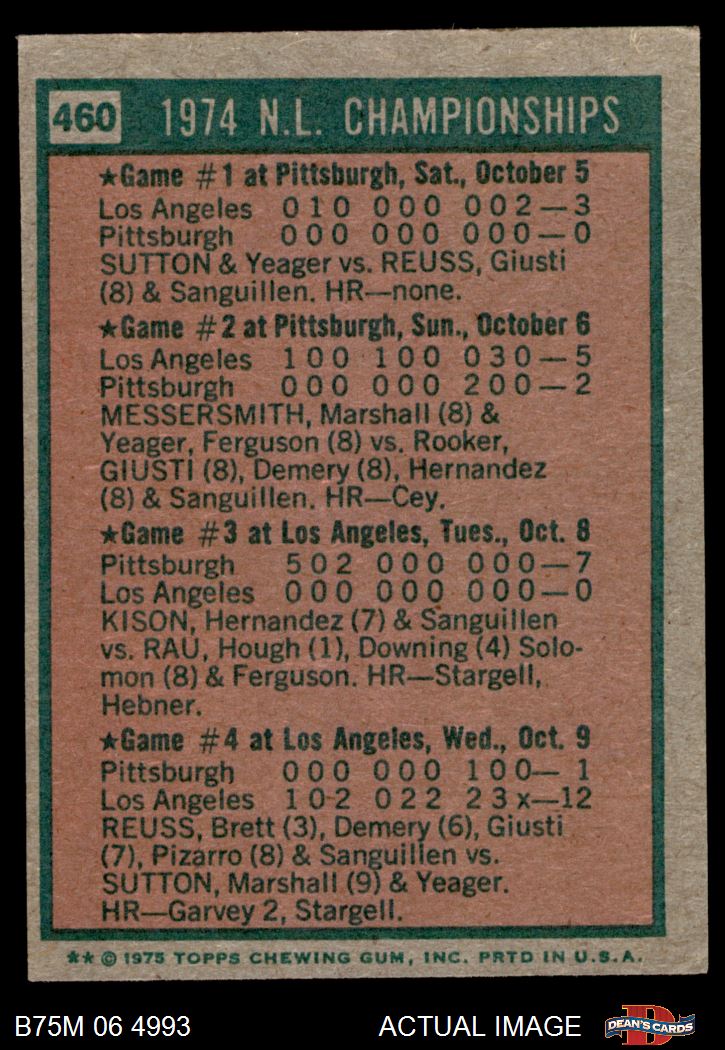 460 1974 N.L. CHAMPIONSHIPS
★Game #1 at Pittsburgh, Sat., October 5
Los Angeles 010 000 002—3
Pittsburgh 000 000 000—0
SUTTON & Yeager vs. REUSS, Giusti
(8) & Sanguillen. HR—none.
★Game #2 at Pittsburgh, Sun., October 6
Los Angeles 100 100 030—5
Pittsburgh 000 000 200—2
MESSERSMITH, Marshall (8) &
Yeager, Ferguson (8) vs. Rooker,
GIUSTI (8), Demery (8), Hernandez
(8) & Sanguillen. HR—Cey.
★Game #3 at Los Angeles, Tues., Oct. 8
Pittsburgh 502 000 000—7
Los Angeles 000 000 000—0
KISON, Hernandez (7) & Sanguillen
vs. RAU, Hough (1), Downing (4) Solo-
mon (8) & Ferguson. HR—Stargell,
Hebner.
★Game #4 at Los Angeles, Wed., Oct. 9
Pittsburgh 000 000 100— 1
Los Angeles 10-2 022 23x—12
REUSS, Brett (3), Demery (6), Giusti
(7), Pizarro (8) & Sanguillen vs.
SUTTON, Marshall (9) & Yeager.
HR—Garvey 2, Stargell.
★★ © 1975 TOPPS CHEWING GUM, INC. PRTD IN U.S.A.
B75M 06 4993 ACTUAL IMAGE DEAN'S CARDS